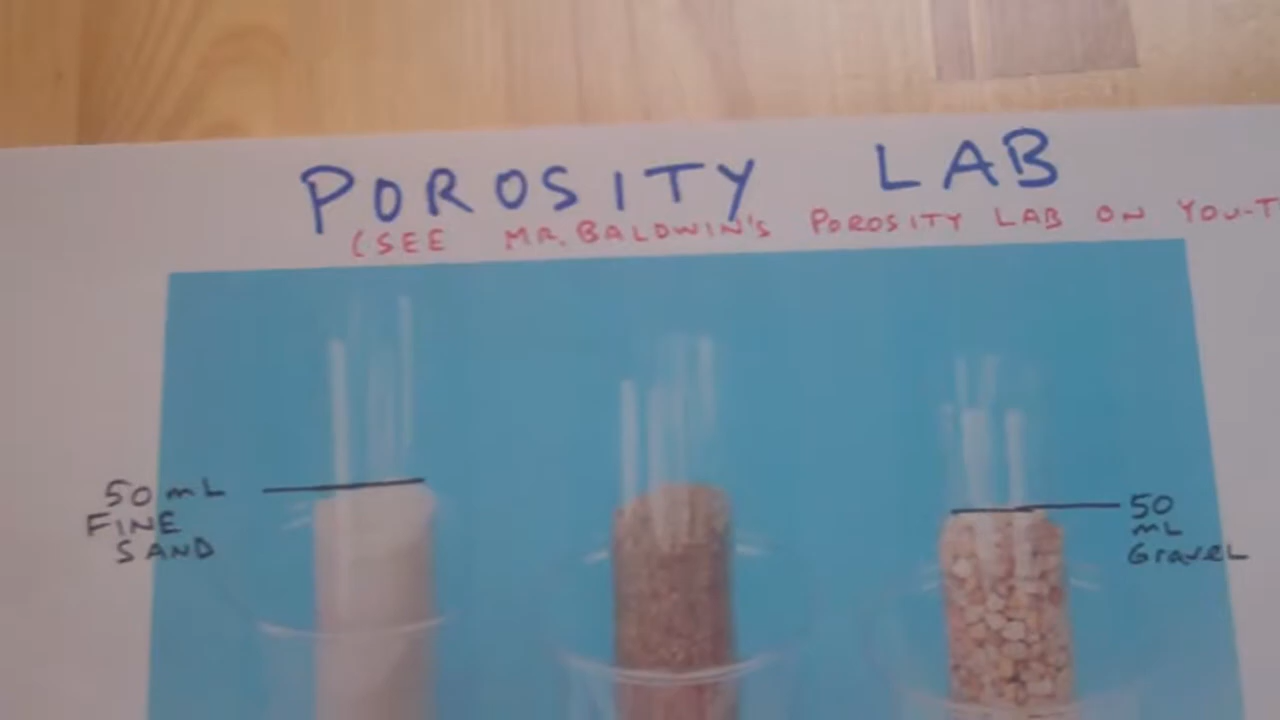 POROSITY LAB
(SEE MR. BALDWIN'S POROSITY LAB ON YOU-T
50 mL
FINE
SAND
50
mL
Gravel